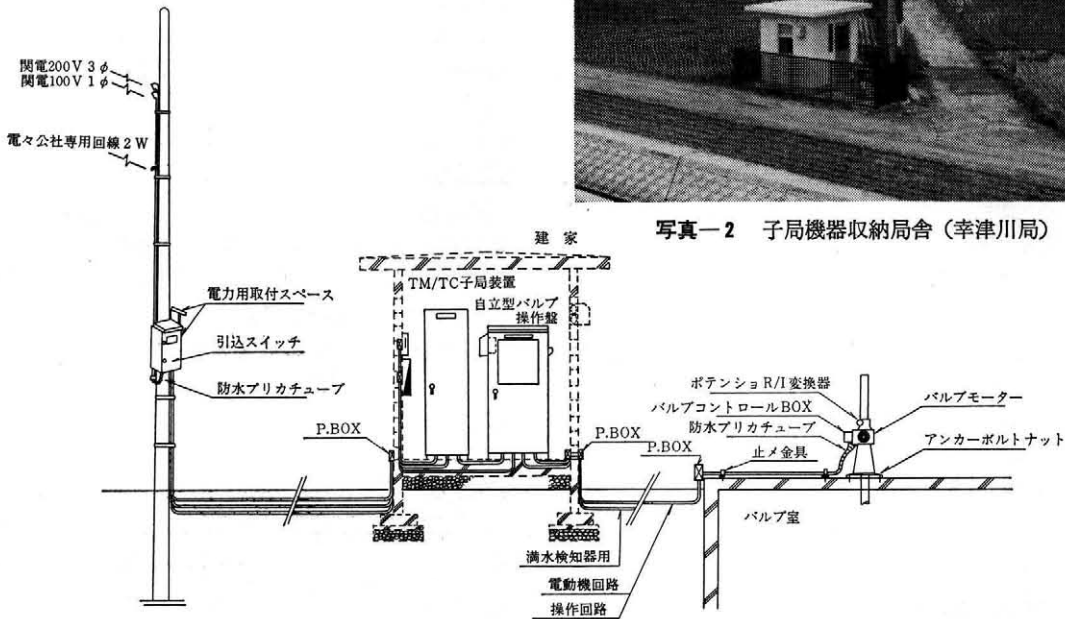 関電200V 3φ
関電100V 1φ
電々公社専用回線 2W
写真—2 子局機器収納局舎（幸津川局）
建家
TM/TC子局装置
自立型バルブ
操作盤
電力用取付スペース
引込スイッチ
防水プリカチューブ
P.BOX
P.BOX
P.BOX
ポテンショR/I変換器
バルブコントロールBOX
防水プリカチューブ
止メ金具
バルブモーター
アンカーボルトナット
バルブ室
満水検知器用
電動機回路
操作回路